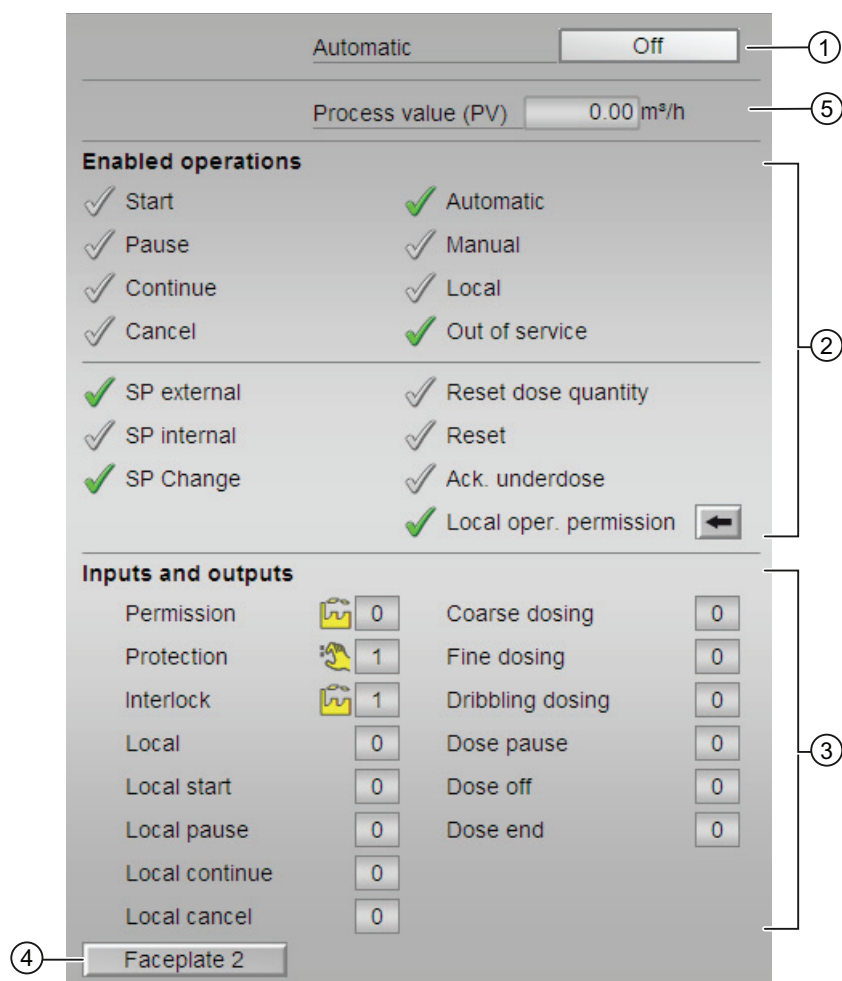 Automatic Off 1
Process value (PV) 0.00 m³/h 5
Enabled operations
Start Automatic
Pause Manual
Continue Local
Cancel Out of service
2
SP external Reset dose quantity
SP internal Reset
SP Change Ack. underdose
Local oper. permission
Inputs and outputs
Permission 0 Coarse dosing 0
Protection 1 Fine dosing 0
Interlock 1 Dribbling dosing 0
Local 0 Dose pause 0
3
Local start 0 Dose off 0
Local pause 0 Dose end 0
Local continue 0
Local cancel 0
4 Faceplate 2